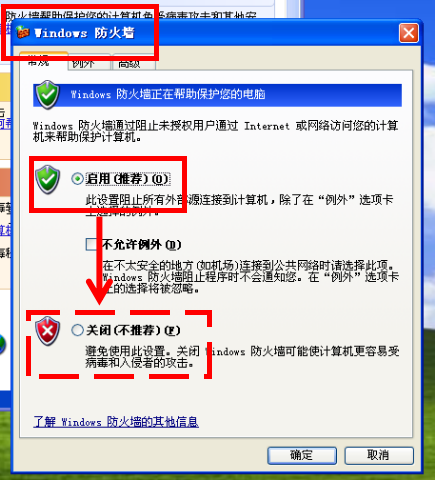 火墙帮助保护您的计算机免受病毒攻击和其他安
Windows 防火墙
常规 例外 高级
Windows 防火墙正在帮助保护您的电脑
Windows 防火墙通过阻止未授权用户通过 Internet 或网络访问您的计算
机来帮助保护计算机。
启用(推荐)(O)
此设置阻止所有外部源连接到计算机，除了在“例外”选项卡
上选择的例外。
不允许例外(D)
在不太安全的地方(如机场)连接到公共网络时请选择此项。
Windows 防火墙阻止程序时不会通知您。在“例外”选项卡
上的选择将被忽略。
关闭(不推荐)(F)
避免使用此设置。关闭 Windows 防火墙可能使计算机更容易受
病毒和入侵者的攻击。
了解 Windows 防火墙的其他信息
确定 取消